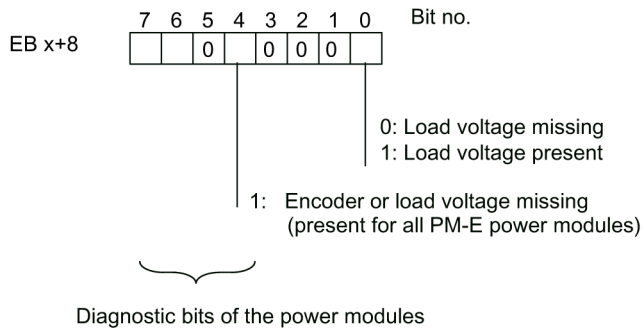 7 6 5 4 3 2 1 0 Bit no.
EB x+8 0 0 0 0
0: Load voltage missing
1: Load voltage present
1: Encoder or load voltage missing
(present for all PM-E power modules)
Diagnostic bits of the power modules